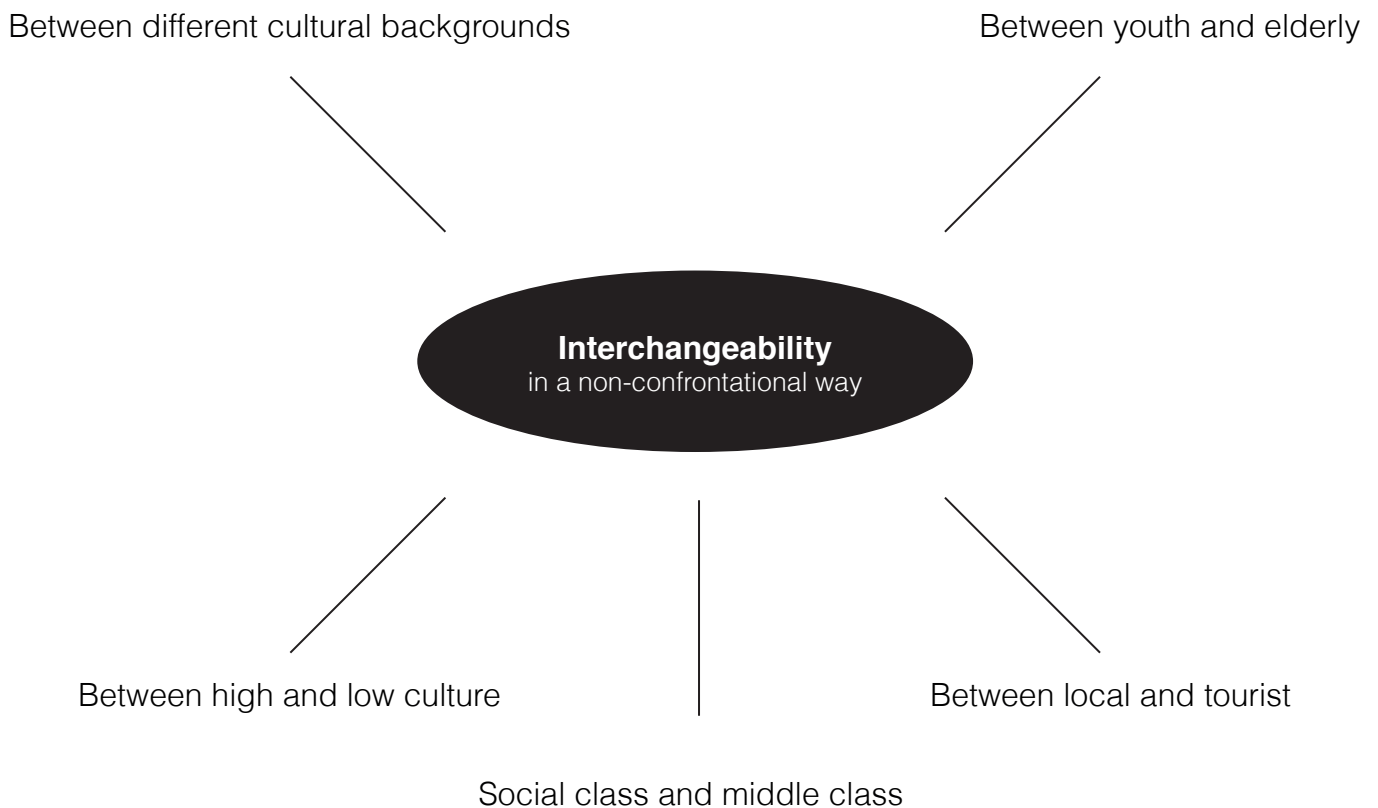 Between different cultural backgrounds
Between youth and elderly
Interchangeability
in a non-confrontational way
Between high and low culture
Between local and tourist
Social class and middle class